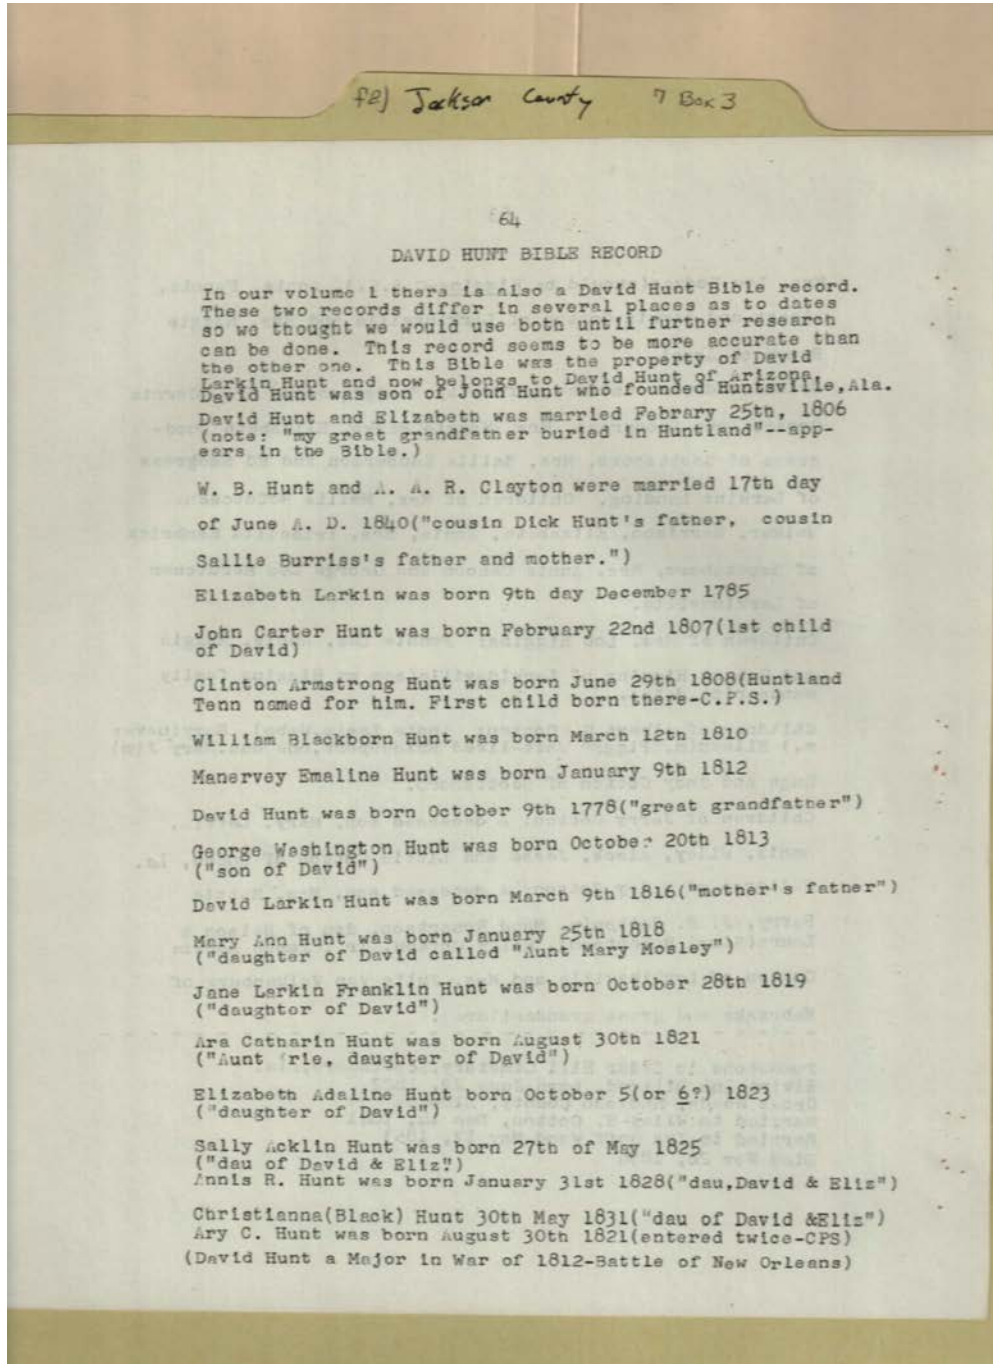 f2) Jackson County 7 Box 3
64
DAVID HUNT BIBLE RECORD
In our volume 1 there is also a David Hunt Bible record.
These two records differ in several places as to dates
so we thought we would use both until further research
can be done. This record seems to be more accurate than
the other one. This Bible was the property of David
Larkin Hunt and now belongs to David Hunt of Arizona.
David Hunt was son of John Hunt who founded Huntsville,Ala.
David Hunt and Elizabeth was married Febrary 25th, 1806
(note: "my great grandfather buried in Huntland"--app-
ears in the Bible.)
W. B. Hunt and A. A. R. Clayton were married 17th day
of June A. D. 1840("cousin Dick Hunt's father, cousin
Sallie Burriss's father and mother.")
Elizabeth Larkin was born 9th day December 1785
John Carter Hunt was born February 22nd 1807(1st child
of David)
Clinton Armstrong Hunt was born June 29th 1808(Huntland
Tenn named for him. First child born there-C.P.S.)
William Blackborn Hunt was born March 12th 1810
Manervey Emaline Hunt was born January 9th 1812
David Hunt was born October 9th 1778("great grandfather")
George Washington Hunt was born October 20th 1813
("son of David")
David Larkin Hunt was born March 9th 1816("mother's father")
Mary Ann Hunt was born January 25th 1818
("daughter of David called "Aunt Mary Mosley")
Jane Larkin Franklin Hunt was born October 28th 1819
("daughter of David")
Ara Catharin Hunt was born August 30th 1821
("Aunt Arie, daughter of David")
Elizabeth Adaline Hunt born October 5(or 6?) 1823
("daughter of David")
Sally Acklin Hunt was born 27th of May 1825
("dau of David & Eliz")
Annis R. Hunt was born January 31st 1828("dau,David & Eliz")
Christianna(Black) Hunt 30th May 1831("dau of David &Eliz")
Ary C. Hunt was born August 30th 1821(entered twice-CPS)
(David Hunt a Major in War of 1812-Battle of New Orleans)